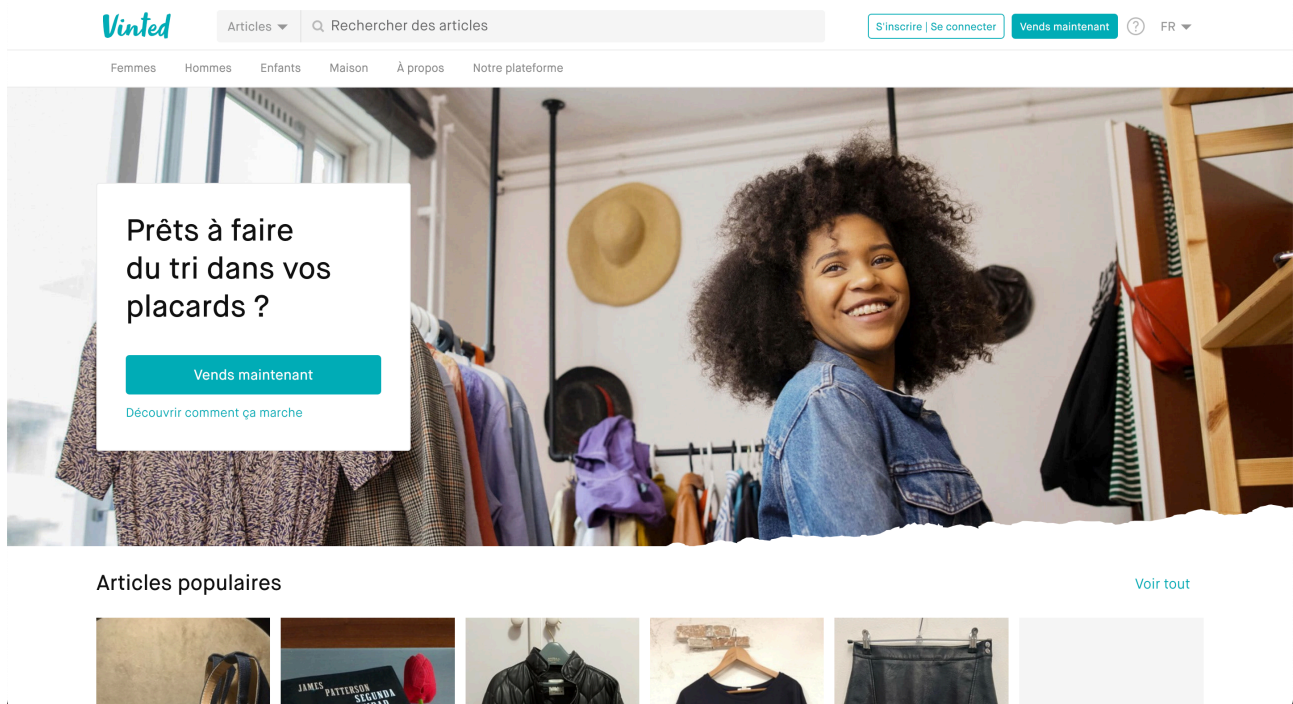 Vinted
Articles
Rechercher des articles
S'inscrire | Se connecter
Vends maintenant
?
FR
Femmes
Hommes
Enfants
Maison
À propos
Notre plateforme
Prêts à faire
du tri dans vos
placards ?
Vends maintenant
Découvrir comment ça marche
Articles populaires
Voir tout
JAMES PATTERSON
SEGUNDA